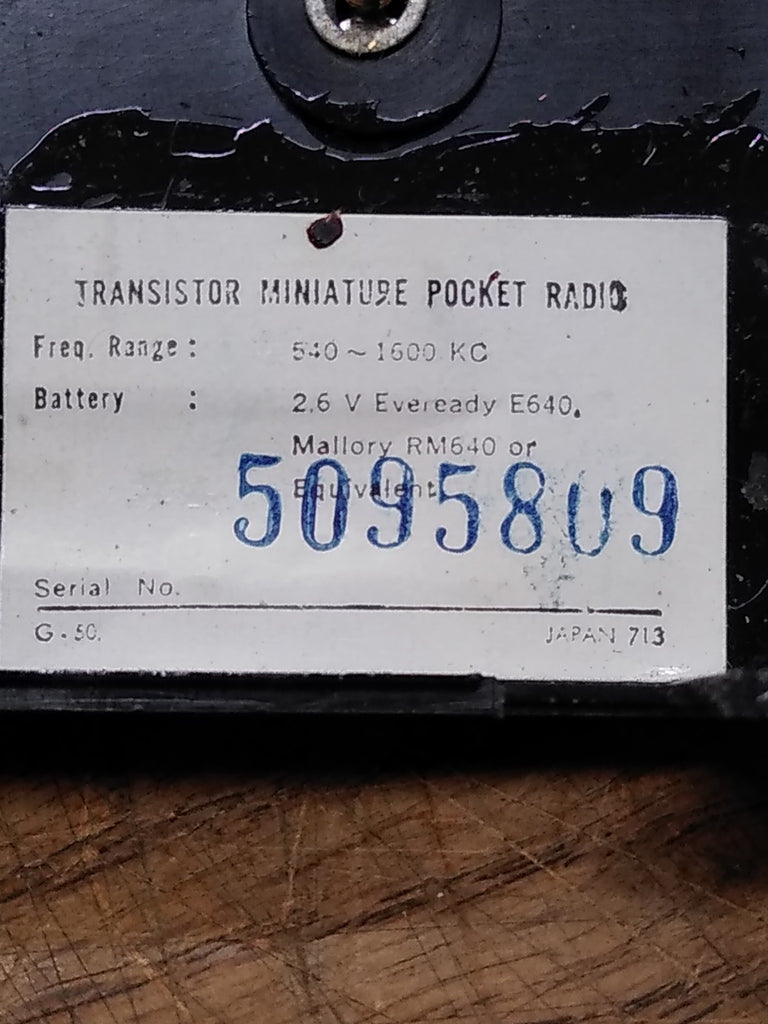 TRANSISTOR MINIATURE POCKET RADIO
Freq. Range : 540 ~ 1600 KC
Battery : 2.6 V Eveready E640.
Mallory RM640 or
Equivalent
5095809
Serial No.
G-50. JAPAN 713